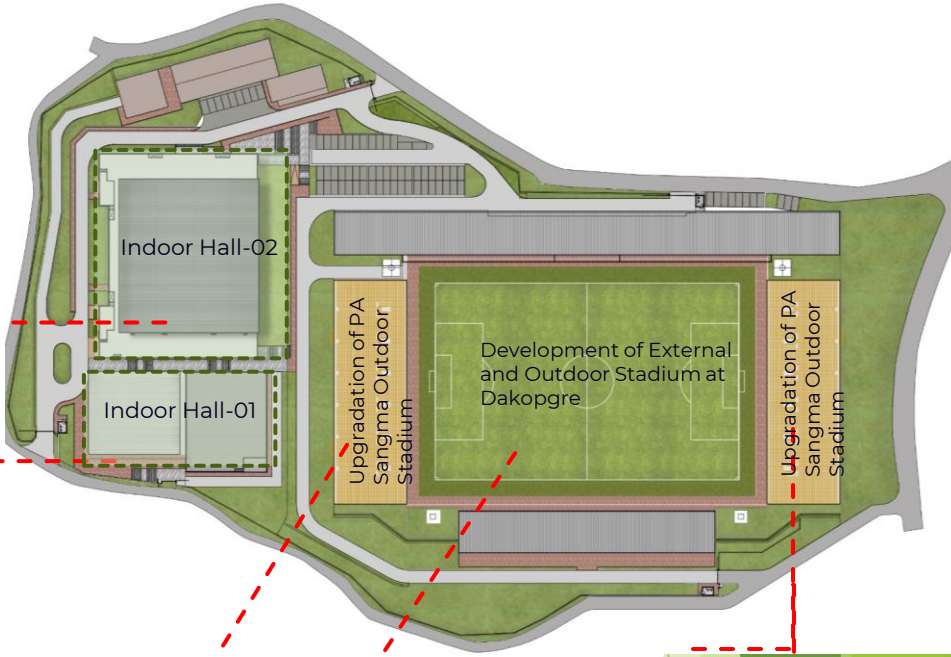 Indoor Hall-02
Indoor Hall-01
Upgradation of PA
Sangma Outdoor
Stadium
Development of External
and Outdoor Stadium at
Dakopgre
Upgradation of PA
Sangma Outdoor
Stadium